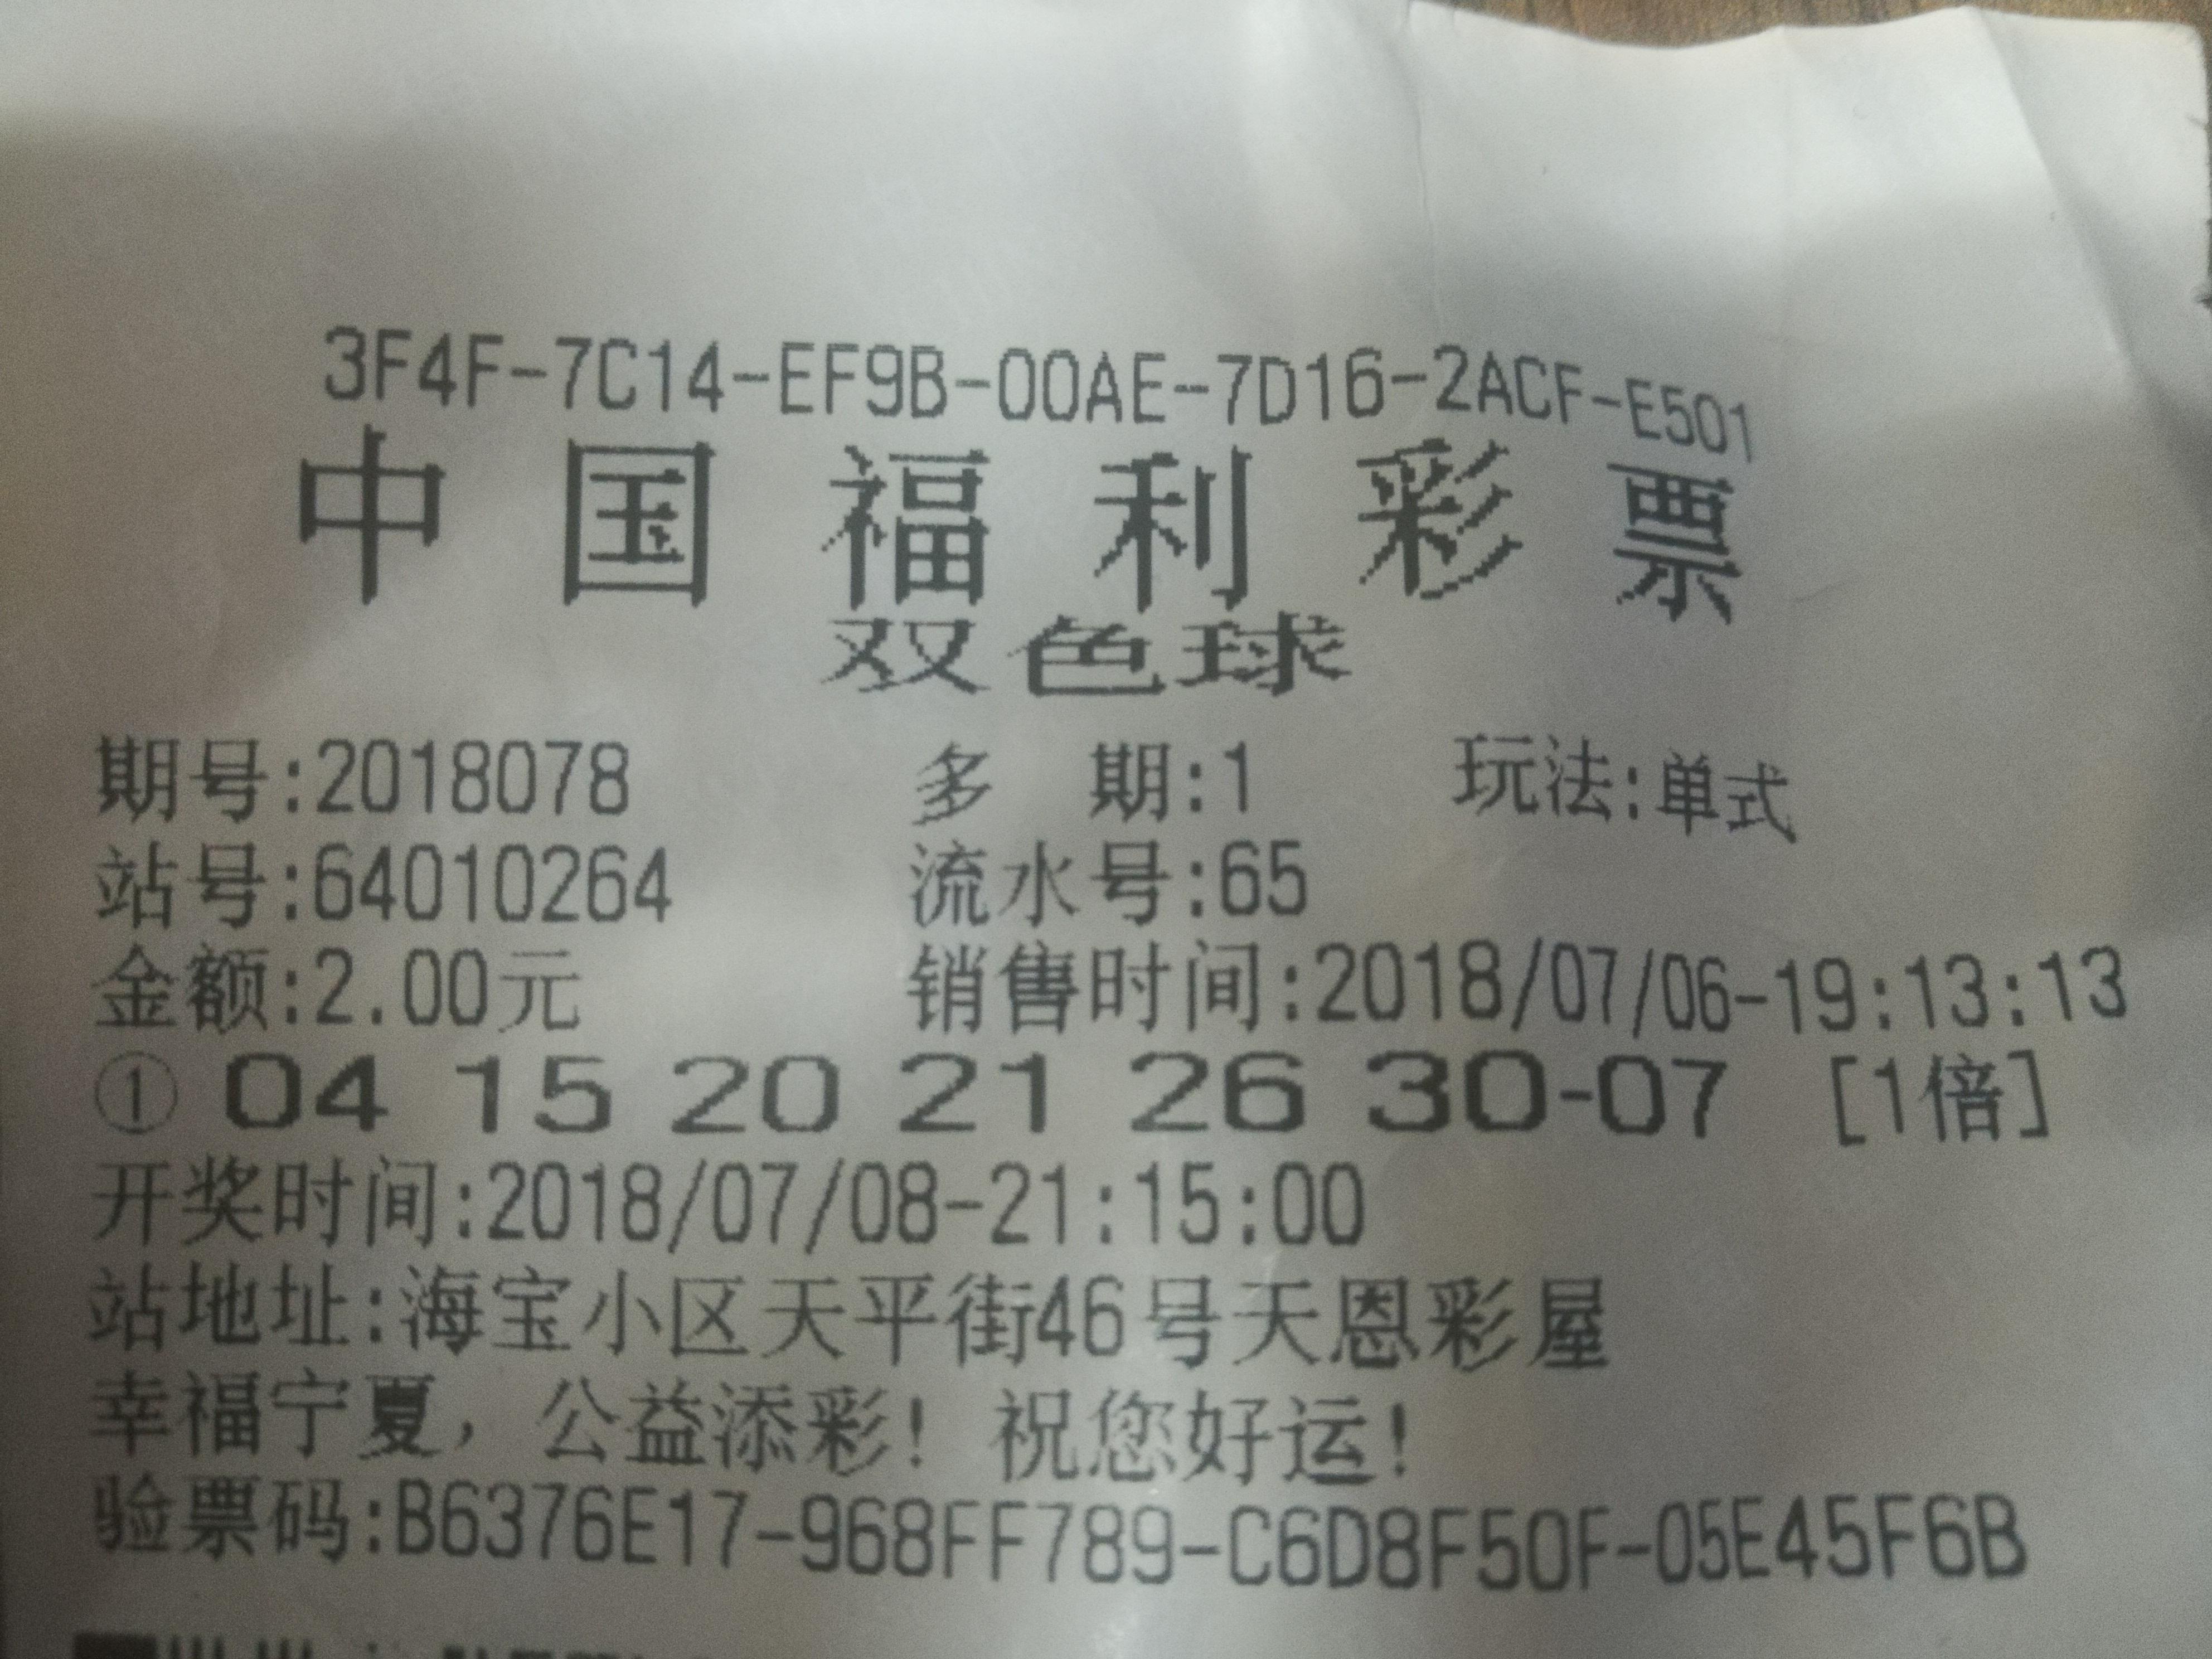 3F4F-7C14-EF9B-00AE-7D16-2ACF-E501
中国福利彩票
双色球
期号:2018078 多期:1 玩法:单式
站号:64010264 流水号:65
金额:2.00元 销售时间:2018/07/06-19:13:13
① 04 15 20 21 26 30-07 [1倍]
开奖时间:2018/07/08-21:15:00
站地址:海宝小区天平街46号天恩彩屋
幸福宁夏，公益添彩！祝您好运！
验票码:B6376E17-968FF789-C6D8F50F-05E45F6B